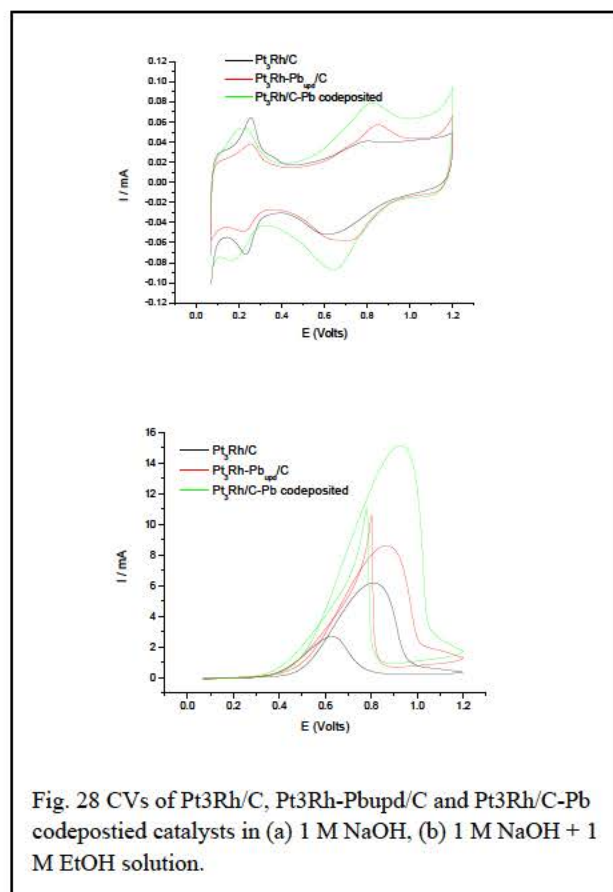 Pt3Rh/C
Pt3Rh-Pbupd/C
Pt3Rh/C-Pb codeposited
0.12
0.10
0.08
0.06
0.04
0.02
0.00
-0.02
-0.04
-0.06
-0.08
-0.10
-0.12
I / mA
0.0 0.2 0.4 0.6 0.8 1.0 1.2
E (Volts)
16
14
12
10
8
6
4
2
0
I / mA
Pt3Rh/C
Pt3Rh-Pbupd/C
Pt3Rh/C-Pb codeposited
0.0 0.2 0.4 0.6 0.8 1.0 1.2
E (Volts)
Fig. 28 CVs of Pt3Rh/C, Pt3Rh-Pbupd/C and Pt3Rh/C-Pb
codepostied catalysts in (a) 1 M NaOH, (b) 1 M NaOH + 1
M EtOH solution.